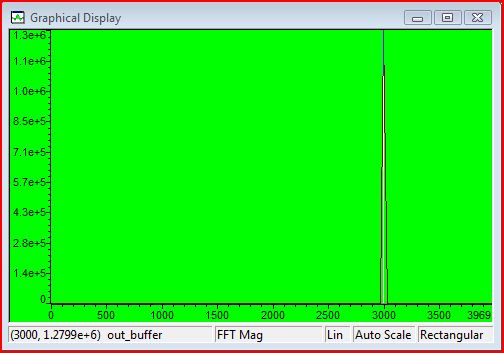 Graphical Display
1.3e+6
1.1e+6
1.0e+6
8.5e+5
7.1e+5
5.7e+5
4.3e+5
2.8e+5
1.4e+5
0
0 500 1000 1500 2000 2500 3000 3500 3969
(3000, 1.2799e+6) out_buffer FFT Mag Lin Auto Scale Rectangular